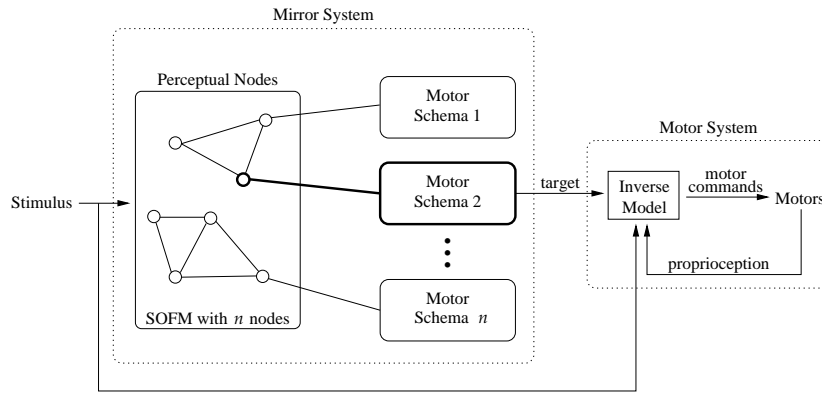 Mirror System
Perceptual Nodes
Motor
Schema 1
Motor System
Motor
Schema 2
target
Inverse
Model
motor
commands
Motors
Stimulus
proprioception
Motor
Schema n
SOFM with n nodes